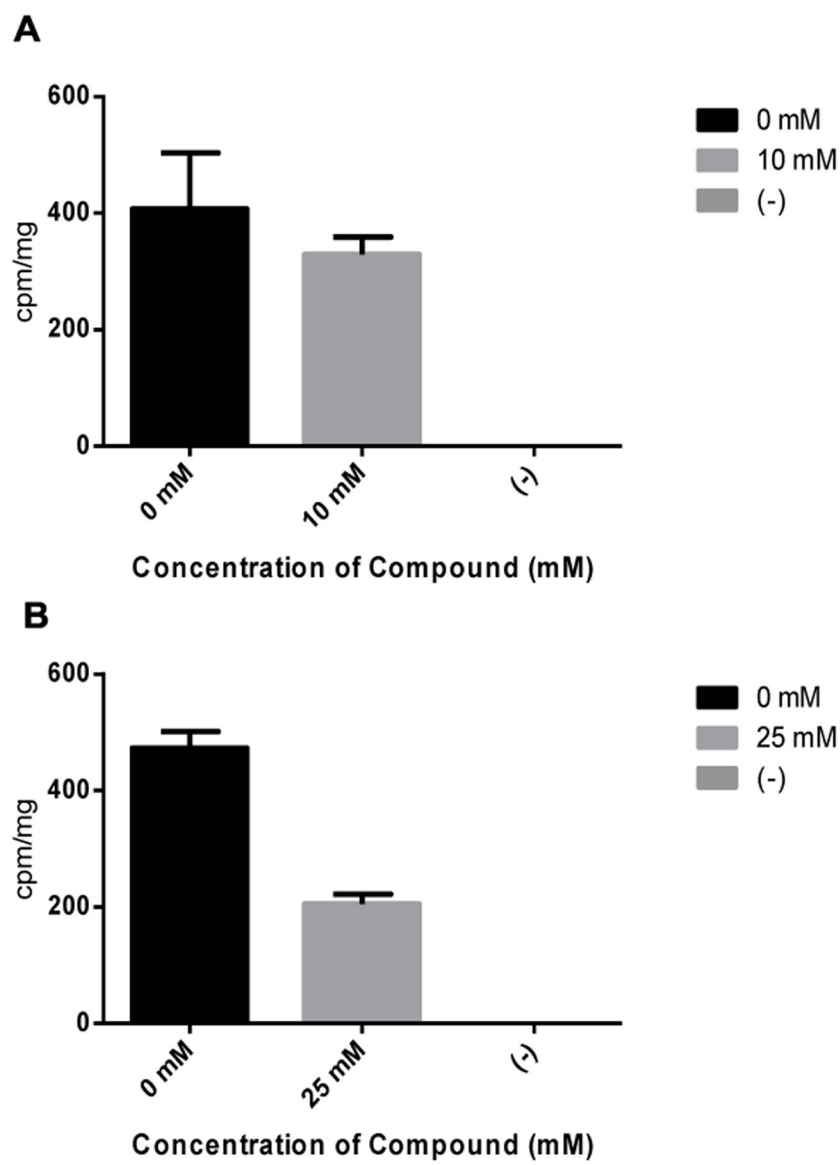 A
600
400
200
0
cpm/mg
0 mM
10 mM
(-)
Concentration of Compound (mM)
0 mM
10 mM
(-)
B
600
400
200
0
cpm/mg
0 mM
25 mM
(-)
Concentration of Compound (mM)
0 mM
25 mM
(-)